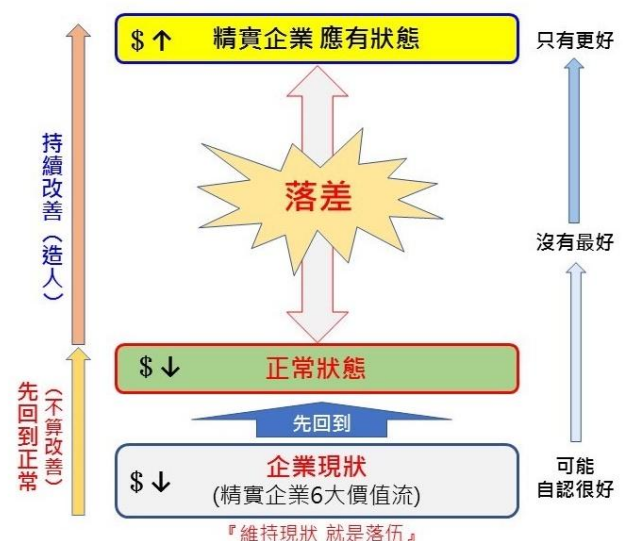 $ ↑ 精實企業 應有狀態
只有更好
持續改善（造人）
落差
沒有最好
$ ↓ 正常狀態
先回到正常
（不算改善）
先回到
$ ↓ 企業現狀
(精實企業6大價值流)
可能
自認很好
『維持現狀 就是落伍』